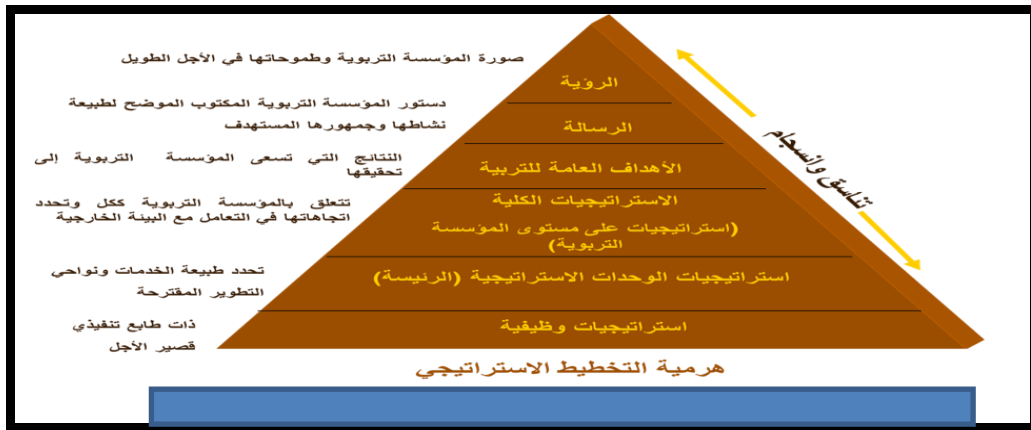 صورة المؤسسة التربوية وطموحاتها في الأجل الطويل
الرؤية
دستور المؤسسة التربوية المكتوب الموضح لطبيعة
نشاطها وجمهورها المستهدف
الرسالة
النتائج التي تسعى المؤسسة التربوية إلى
تحقيقها
الأهداف العامة للتربية
تتعلق بالمؤسسة التربوية ككل وتحدد
اتجاهاتها في التعامل مع البيئة الخارجية
الاستراتيجيات الكلية
(استراتيجيات على مستوى المؤسسة
التربوية)
تحدد طبيعة الخدمات ونواحي
التطوير المقترحة
استراتيجيات الوحدات الاستراتيجية (الرئيسة)
ذات طابع تنفيذي
قصير الأجل
استراتيجيات وظيفية
تناسق وانسجام
هرمية التخطيط الاستراتيجي